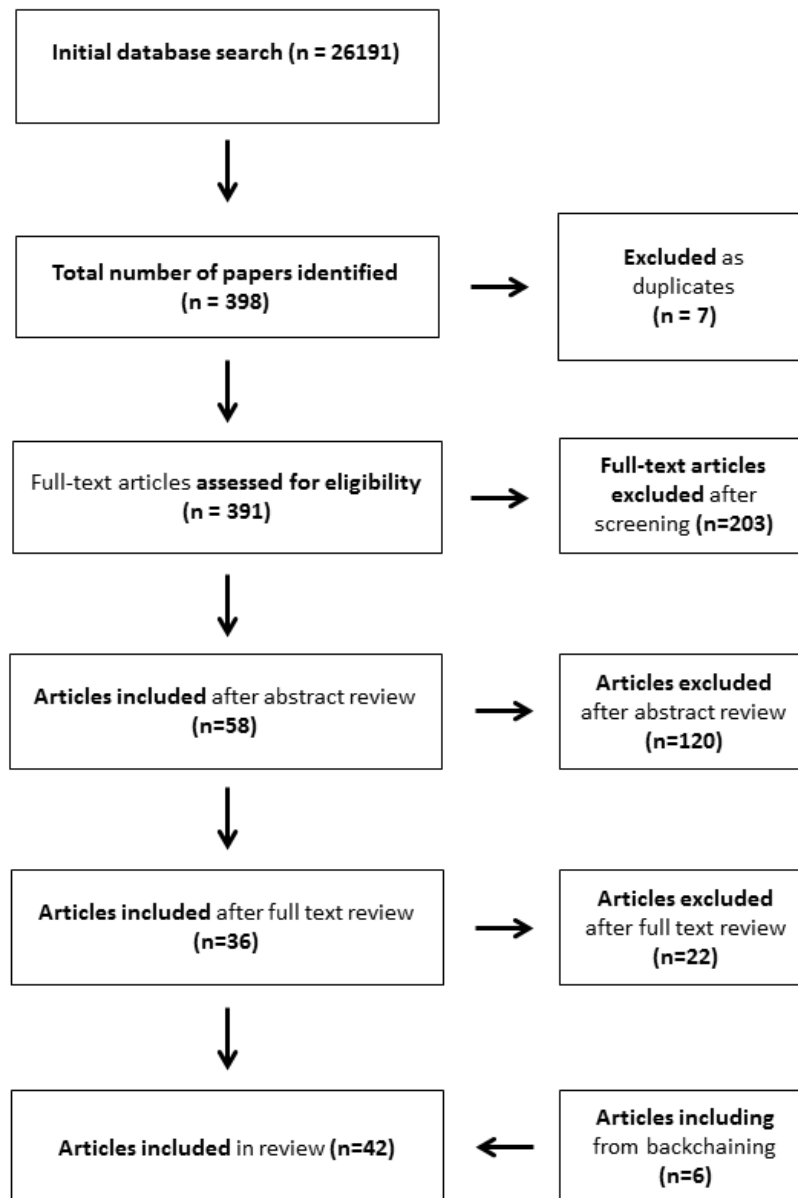 Initial database search (n = 26191)
Total number of papers identified
(n = 398)
Excluded as
duplicates
(n = 7)
Full-text articles assessed for eligibility
(n = 391)
Full-text articles
excluded after
screening (n=203)
Articles included after abstract review
(n=58)
Articles excluded
after abstract review
(n=120)
Articles included after full text review
(n=36)
Articles excluded
after full text review
(n=22)
Articles included in review (n=42)
Articles including
from backchaining
(n=6)